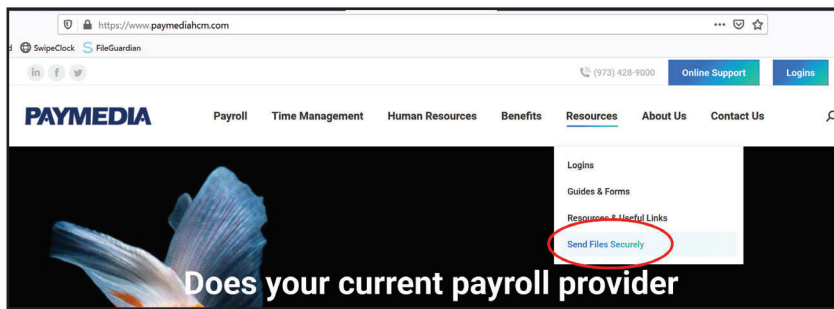 https://www.paymediahcm.com
d SwipeClock FileGuardian
in f (973) 428-9000 Online Support Logins
PAYMEDIA Payroll Time Management Human Resources Benefits Resources About Us Contact Us
Logins
Guides & Forms
Resources & Useful Links
Send Files Securely
Does your current payroll provider